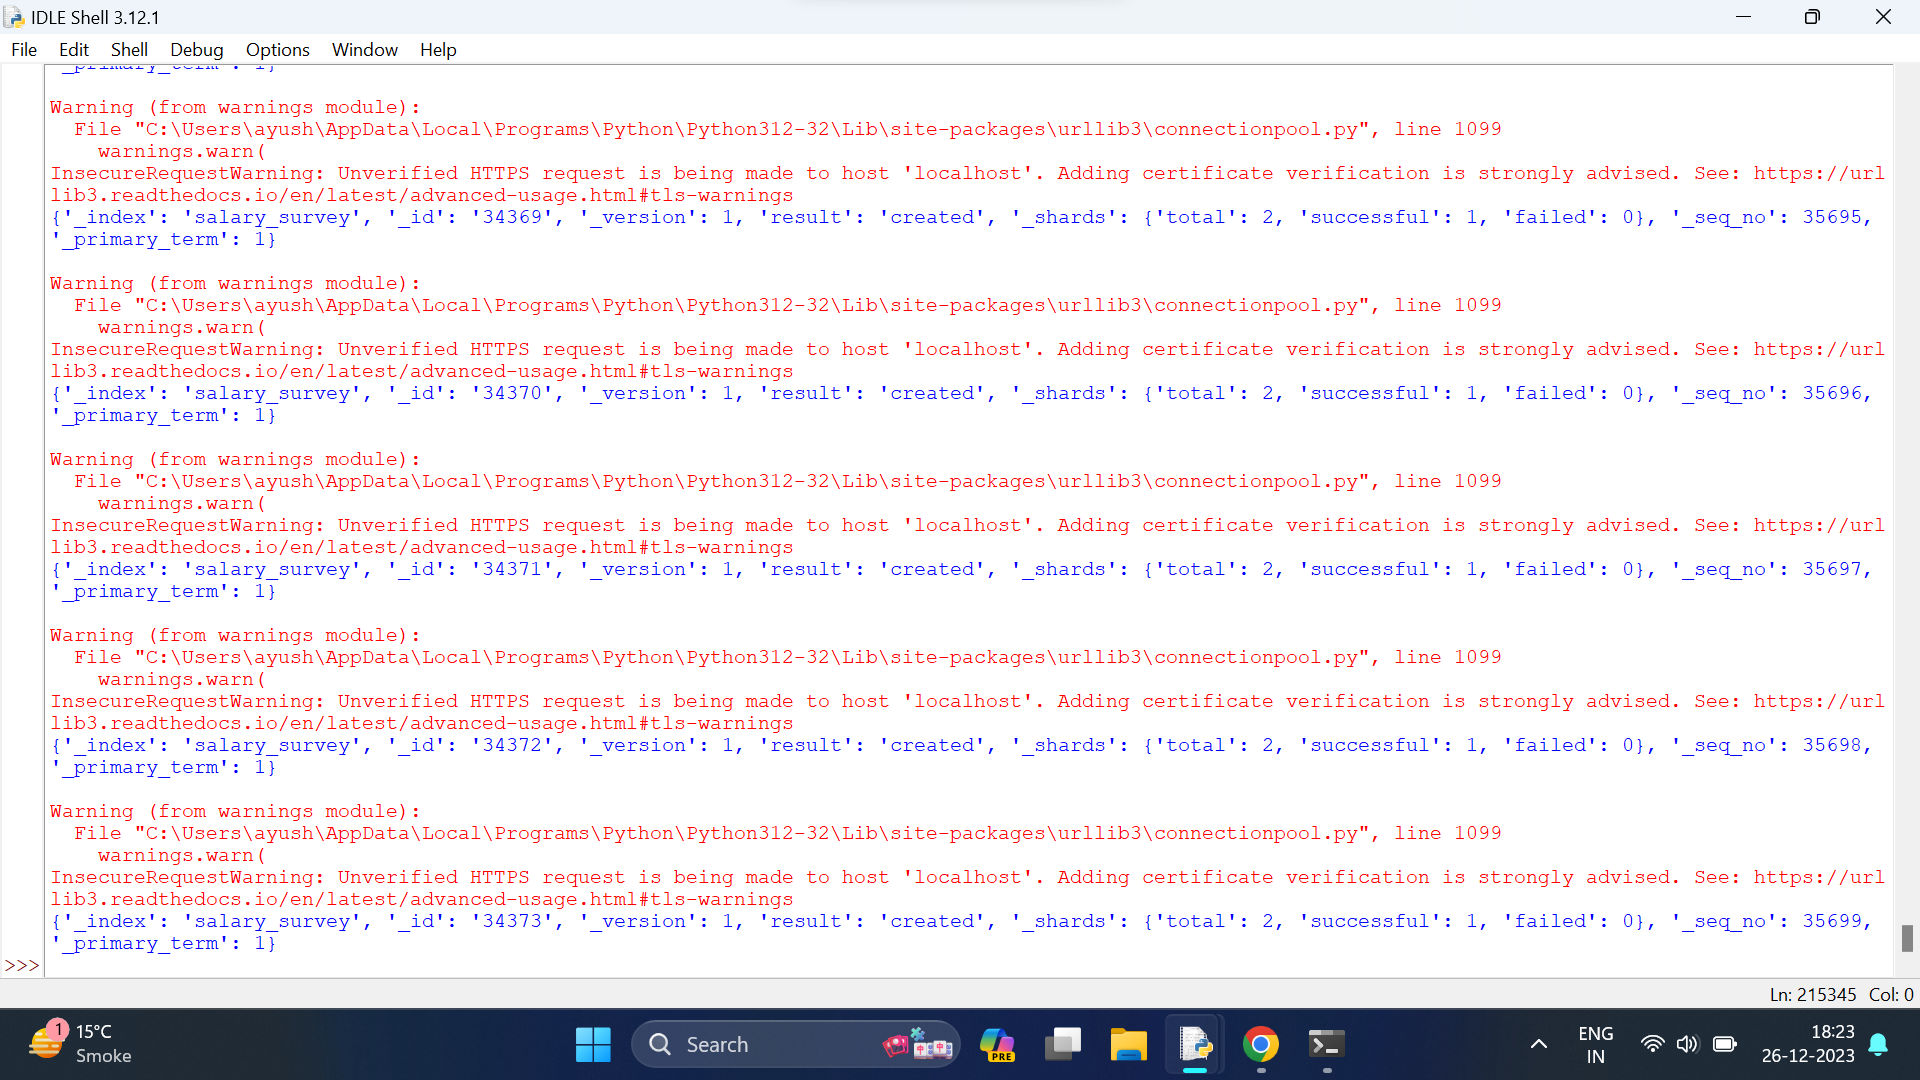 IDLE Shell 3.12.1
File Edit Shell Debug Options Window Help
'_primary_term': 1}
Warning (from warnings module):
  File "C:\Users\ayush\AppData\Local\Programs\Python\Python312-32\Lib\site-packages\urllib3\connectionpool.py", line 1099
    warnings.warn(
InsecureRequestWarning: Unverified HTTPS request is being made to host 'localhost'. Adding certificate verification is strongly advised. See: https://url
lib3.readthedocs.io/en/latest/advanced-usage.html#tls-warnings
{'_index': 'salary_survey', '_id': '34369', '_version': 1, 'result': 'created', '_shards': {'total': 2, 'successful': 1, 'failed': 0}, '_seq_no': 35695,
'_primary_term': 1}
Warning (from warnings module):
  File "C:\Users\ayush\AppData\Local\Programs\Python\Python312-32\Lib\site-packages\urllib3\connectionpool.py", line 1099
    warnings.warn(
InsecureRequestWarning: Unverified HTTPS request is being made to host 'localhost'. Adding certificate verification is strongly advised. See: https://url
lib3.readthedocs.io/en/latest/advanced-usage.html#tls-warnings
{'_index': 'salary_survey', '_id': '34370', '_version': 1, 'result': 'created', '_shards': {'total': 2, 'successful': 1, 'failed': 0}, '_seq_no': 35696,
'_primary_term': 1}
Warning (from warnings module):
  File "C:\Users\ayush\AppData\Local\Programs\Python\Python312-32\Lib\site-packages\urllib3\connectionpool.py", line 1099
    warnings.warn(
InsecureRequestWarning: Unverified HTTPS request is being made to host 'localhost'. Adding certificate verification is strongly advised. See: https://url
lib3.readthedocs.io/en/latest/advanced-usage.html#tls-warnings
{'_index': 'salary_survey', '_id': '34371', '_version': 1, 'result': 'created', '_shards': {'total': 2, 'successful': 1, 'failed': 0}, '_seq_no': 35697,
'_primary_term': 1}
Warning (from warnings module):
  File "C:\Users\ayush\AppData\Local\Programs\Python\Python312-32\Lib\site-packages\urllib3\connectionpool.py", line 1099
    warnings.warn(
InsecureRequestWarning: Unverified HTTPS request is being made to host 'localhost'. Adding certificate verification is strongly advised. See: https://url
lib3.readthedocs.io/en/latest/advanced-usage.html#tls-warnings
{'_index': 'salary_survey', '_id': '34372', '_version': 1, 'result': 'created', '_shards': {'total': 2, 'successful': 1, 'failed': 0}, '_seq_no': 35698,
'_primary_term': 1}
Warning (from warnings module):
  File "C:\Users\ayush\AppData\Local\Programs\Python\Python312-32\Lib\site-packages\urllib3\connectionpool.py", line 1099
    warnings.warn(
InsecureRequestWarning: Unverified HTTPS request is being made to host 'localhost'. Adding certificate verification is strongly advised. See: https://url
lib3.readthedocs.io/en/latest/advanced-usage.html#tls-warnings
{'_index': 'salary_survey', '_id': '34373', '_version': 1, 'result': 'created', '_shards': {'total': 2, 'successful': 1, 'failed': 0}, '_seq_no': 35699,
'_primary_term': 1}
>>>
Ln: 215345 Col: 0
1 15°C
Smoke
Search
PRE
ENG
IN
18:23
26-12-2023